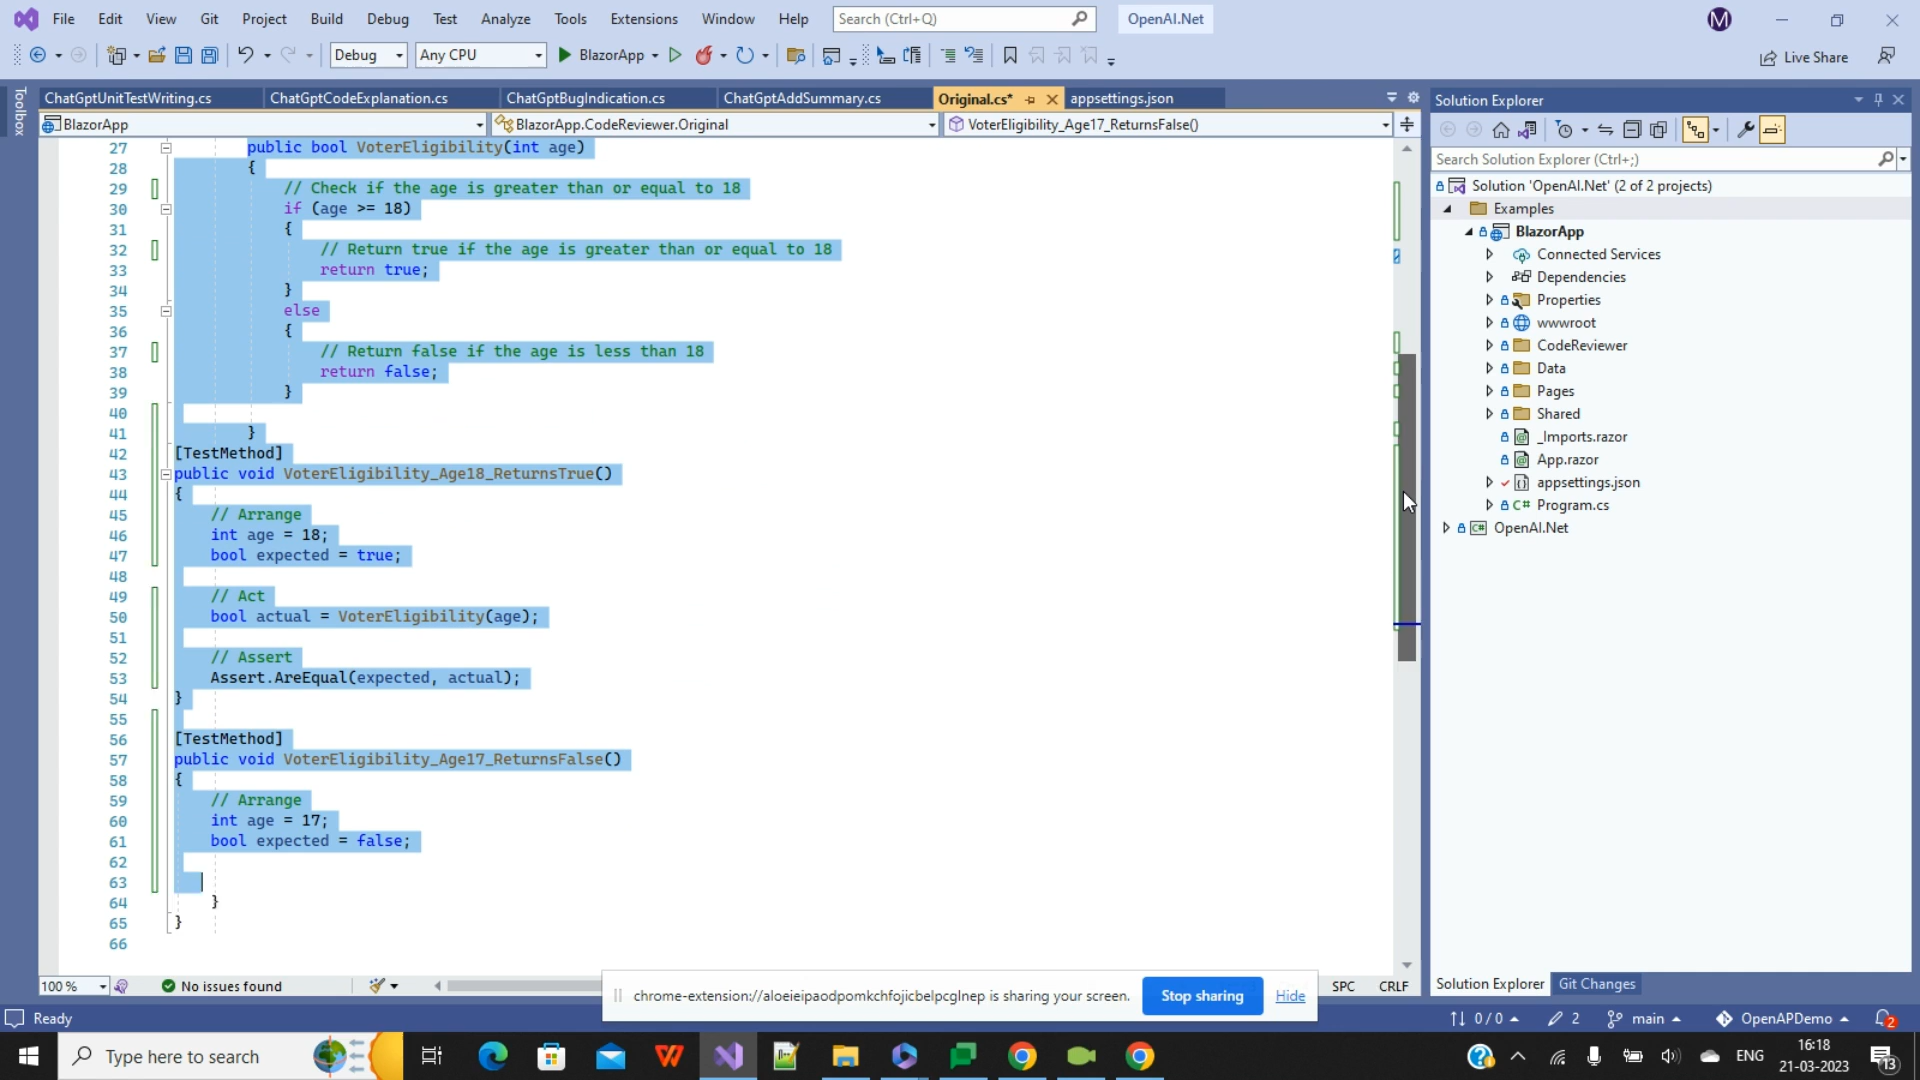 File Edit View Git Project Build Debug Test Analyze Tools Extensions Window Help Search (Ctrl+Q) OpenAI.Net M
Debug Any CPU BlazorApp Live Share
Toolbox
ChatGptUnitTestWriting.cs ChatGptCodeExplanation.cs ChatGptBugIndication.cs ChatGptAddSummary.cs Original.cs* appsettings.json
BlazorApp BlazorApp.CodeReviewer.Original VoterEligibility_Age17_ReturnsFalse()
27 public bool VoterEligibility(int age)
28 {
29 // Check if the age is greater than or equal to 18
30 if (age >= 18)
31 {
32 // Return true if the age is greater than or equal to 18
33 return true;
34 }
35 else
36 {
37 // Return false if the age is less than 18
38 return false;
39 }
40
41 }
42 [TestMethod]
43 public void VoterEligibility_Age18_ReturnsTrue()
44 {
45 // Arrange
46 int age = 18;
47 bool expected = true;
48
49 // Act
50 bool actual = VoterEligibility(age);
51
52 // Assert
53 Assert.AreEqual(expected, actual);
54 }
55
56 [TestMethod]
57 public void VoterEligibility_Age17_ReturnsFalse()
58 {
59 // Arrange
60 int age = 17;
61 bool expected = false;
62
63
64 }
65 }
66
100 % No issues found SPC CRLF
Solution Explorer
Search Solution Explorer (Ctrl+;)
Solution 'OpenAI.Net' (2 of 2 projects)
Examples
BlazorApp
Connected Services
Dependencies
Properties
wwwroot
CodeReviewer
Data
Pages
Shared
_Imports.razor
App.razor
appsettings.json
C# Program.cs
C# OpenAI.Net
Solution Explorer Git Changes
chrome-extension://aloeieipaodpomkchfojicbelpcglnep is sharing your screen. Stop sharing Hide
Ready 0 / 0 2 main OpenAPDemo 2
Type here to search ENG 16:18
21-03-2023 13